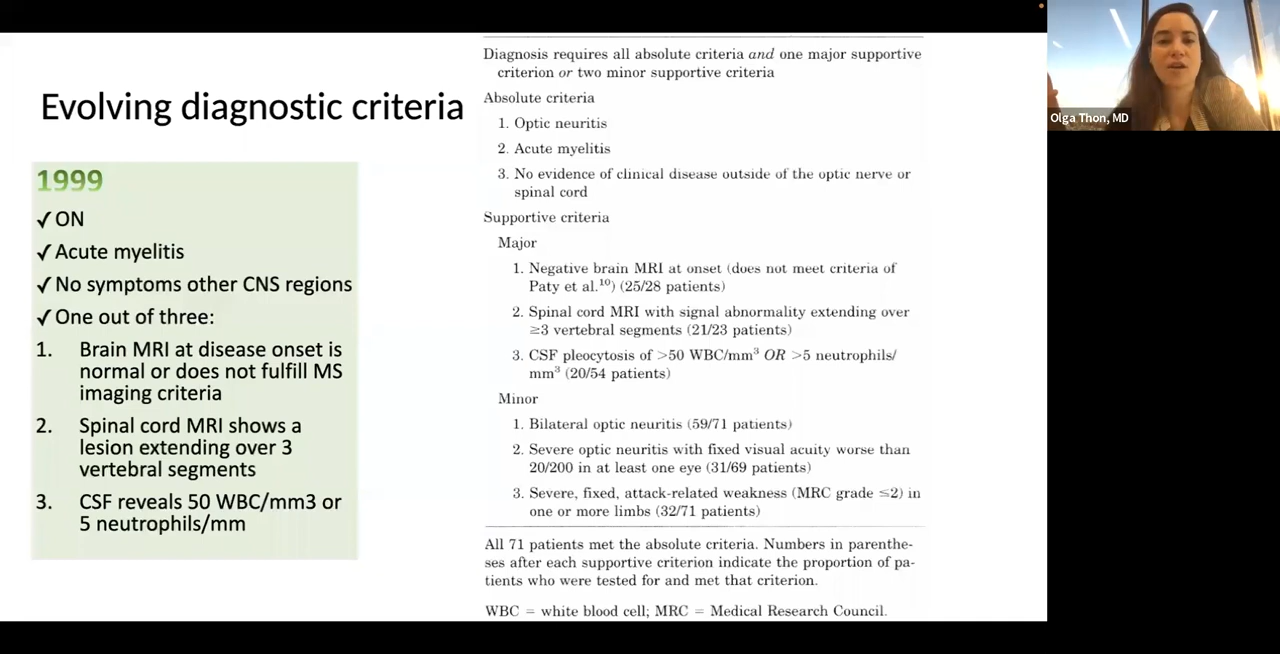 Evolving diagnostic criteria
1999
✓ ON
✓ Acute myelitis
✓ No symptoms other CNS regions
✓ One out of three:
1. Brain MRI at disease onset is
normal or does not fulfill MS
imaging criteria
2. Spinal cord MRI shows a
lesion extending over 3
vertebral segments
3. CSF reveals 50 WBC/mm3 or
5 neutrophils/mm
Diagnosis requires all absolute criteria and one major supportive
criterion or two minor supportive criteria
Absolute criteria
1. Optic neuritis
2. Acute myelitis
3. No evidence of clinical disease outside of the optic nerve or
spinal cord
Supportive criteria
Major
1. Negative brain MRI at onset (does not meet criteria of
Paty et al.¹⁰) (25/28 patients)
2. Spinal cord MRI with signal abnormality extending over
≥3 vertebral segments (21/23 patients)
3. CSF pleocytosis of >50 WBC/mm³ OR >5 neutrophils/
mm³ (20/54 patients)
Minor
1. Bilateral optic neuritis (59/71 patients)
2. Severe optic neuritis with fixed visual acuity worse than
20/200 in at least one eye (31/69 patients)
3. Severe, fixed, attack-related weakness (MRC grade ≤2) in
one or more limbs (32/71 patients)
All 71 patients met the absolute criteria. Numbers in parenthe-
ses after each supportive criterion indicate the proportion of pa-
tients who were tested for and met that criterion.
WBC = white blood cell; MRC = Medical Research Council.
Olga Thon, MD